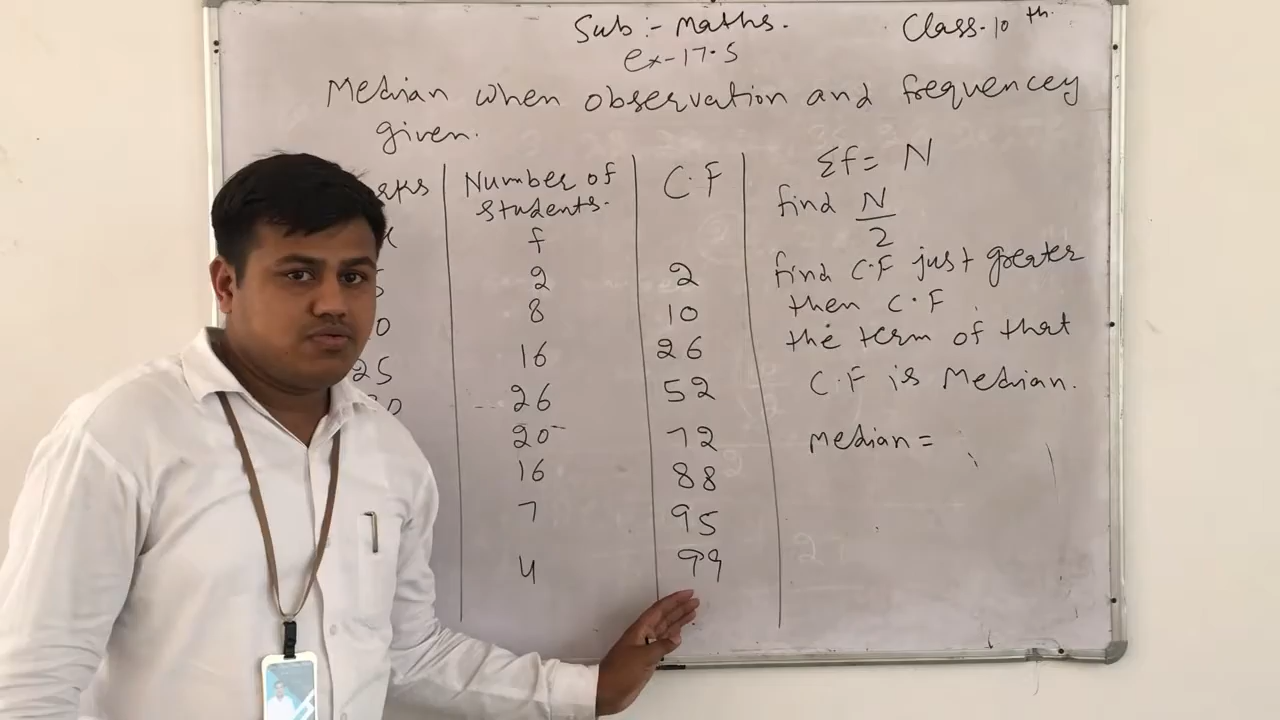 Sub :- Maths.
Class-10 th.
ex-17.5
Median when observation and frequencey
given.
Number of
students.
C.F
f
2 2
8 10
16 26
25 26 52
20 72
16 88
7 95
4 99
Σf = N
find N/2
find C.F just greater
then C.F.
the term of that
C.F is Median.
Median =